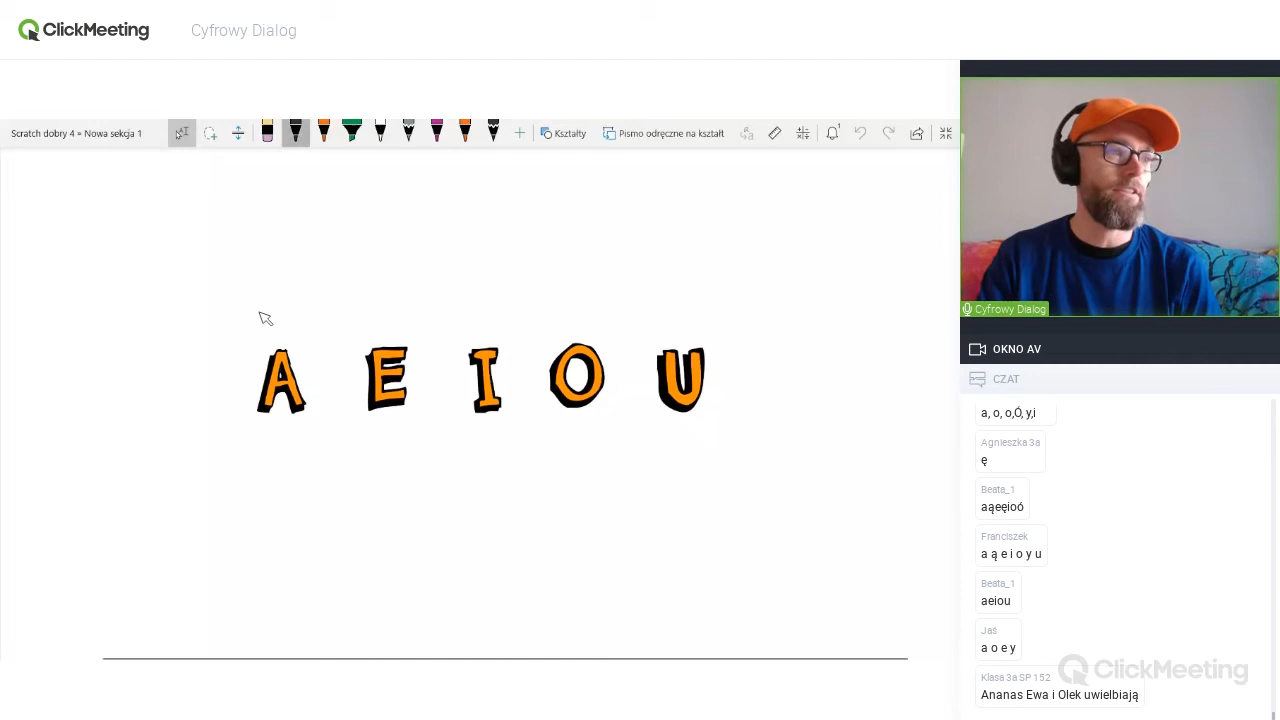 ClickMeeting
Cyfrowy Dialog
Scratch dobry 4 » Nowa sekcja 1
Kształty
Pismo odręczne na kształt
1
A E I O U
Cyfrowy Dialog
OKNO AV
CZAT
a, o, o,Ó, y,i
Agnieszka 3a
ę
Beata_1
aąeęioó
Franciszek
a ą e i o y u
Beata_1
aeiou
Jaś
a o e y
Klasa 3a SP 152
Ananas Ewa i Olek uwielbiają
ClickMeeting